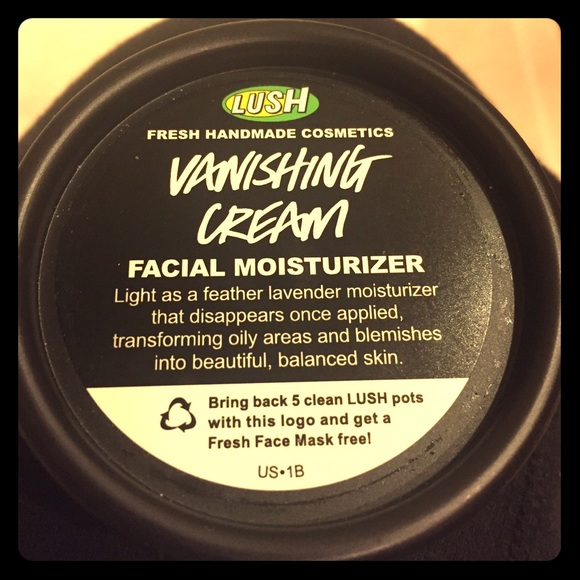 LUSH
FRESH HANDMADE COSMETICS
VANISHING
CREAM
FACIAL MOISTURIZER
Light as a feather lavender moisturizer
that disappears once applied,
transforming oily areas and blemishes
into beautiful, balanced skin.
Bring back 5 clean LUSH pots
with this logo and get a
Fresh Face Mask free!
US•1B